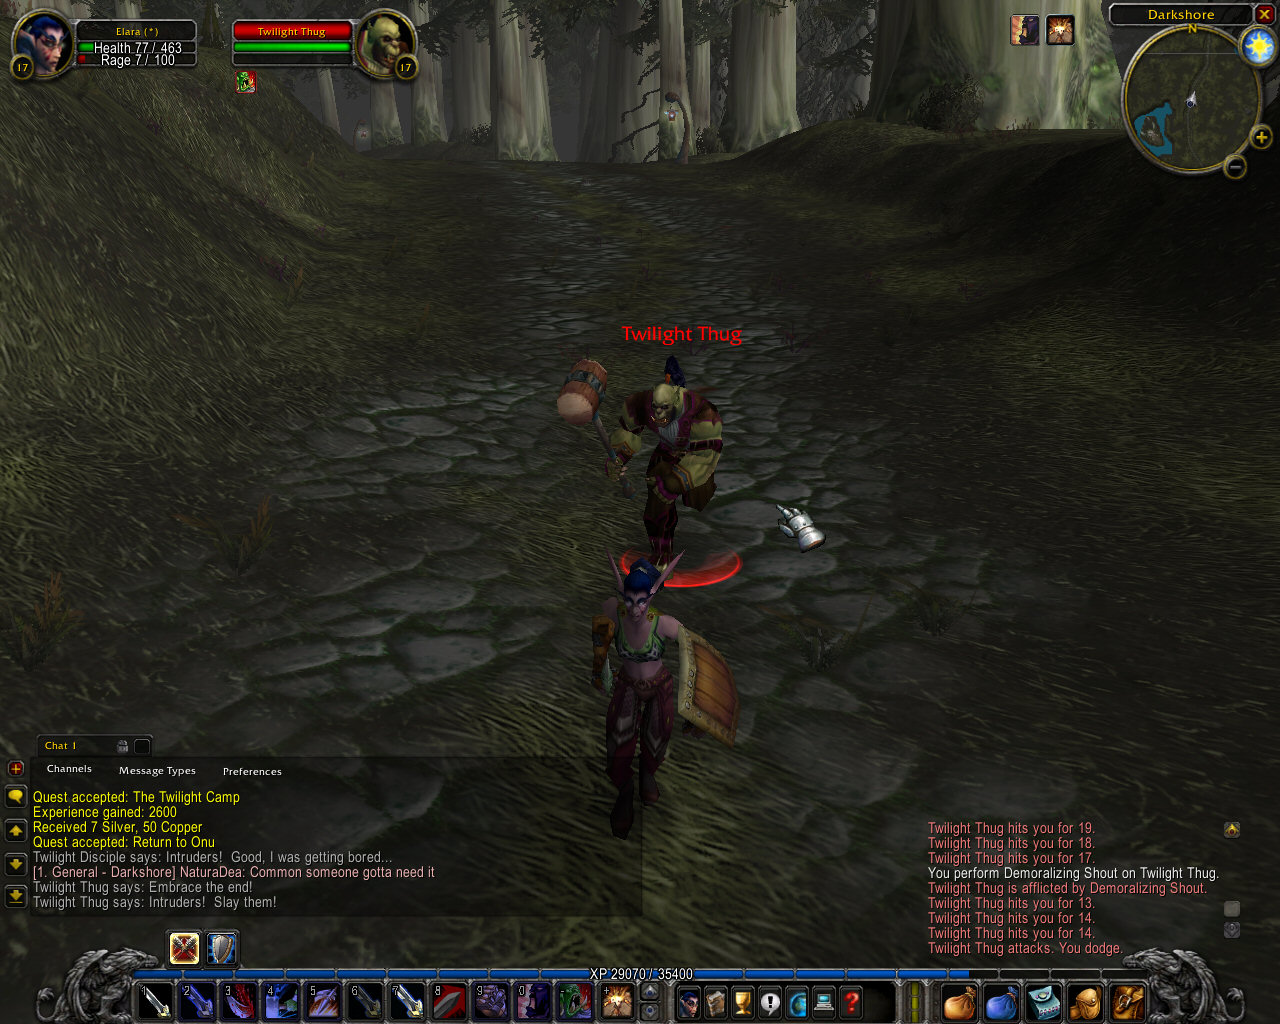 Elara (*)
Health 77 / 463
Rage 7 / 100
17
Twilight Thug
17
Darkshore
N
Twilight Thug
Chat 1
Channels
Message Types
Preferences
Quest accepted: The Twilight Camp
Experience gained: 2600
Received 7 Silver, 50 Copper
Quest accepted: Return to Onu
Twilight Disciple says: Intruders!  Good, I was getting bored...
[1. General - Darkshore] NaturaDea: Common someone gotta need it
Twilight Thug says: Embrace the end!
Twilight Thug says: Intruders!  Slay them!
Twilight Thug hits you for 19.
Twilight Thug hits you for 18.
Twilight Thug hits you for 17.
You perform Demoralizing Shout on Twilight Thug.
Twilight Thug is afflicted by Demoralizing Shout.
Twilight Thug hits you for 13.
Twilight Thug hits you for 14.
Twilight Thug hits you for 14.
Twilight Thug attacks. You dodge.
XP 29070 / 35400
1 2 3 4 5 6 7 8 9 0 - +